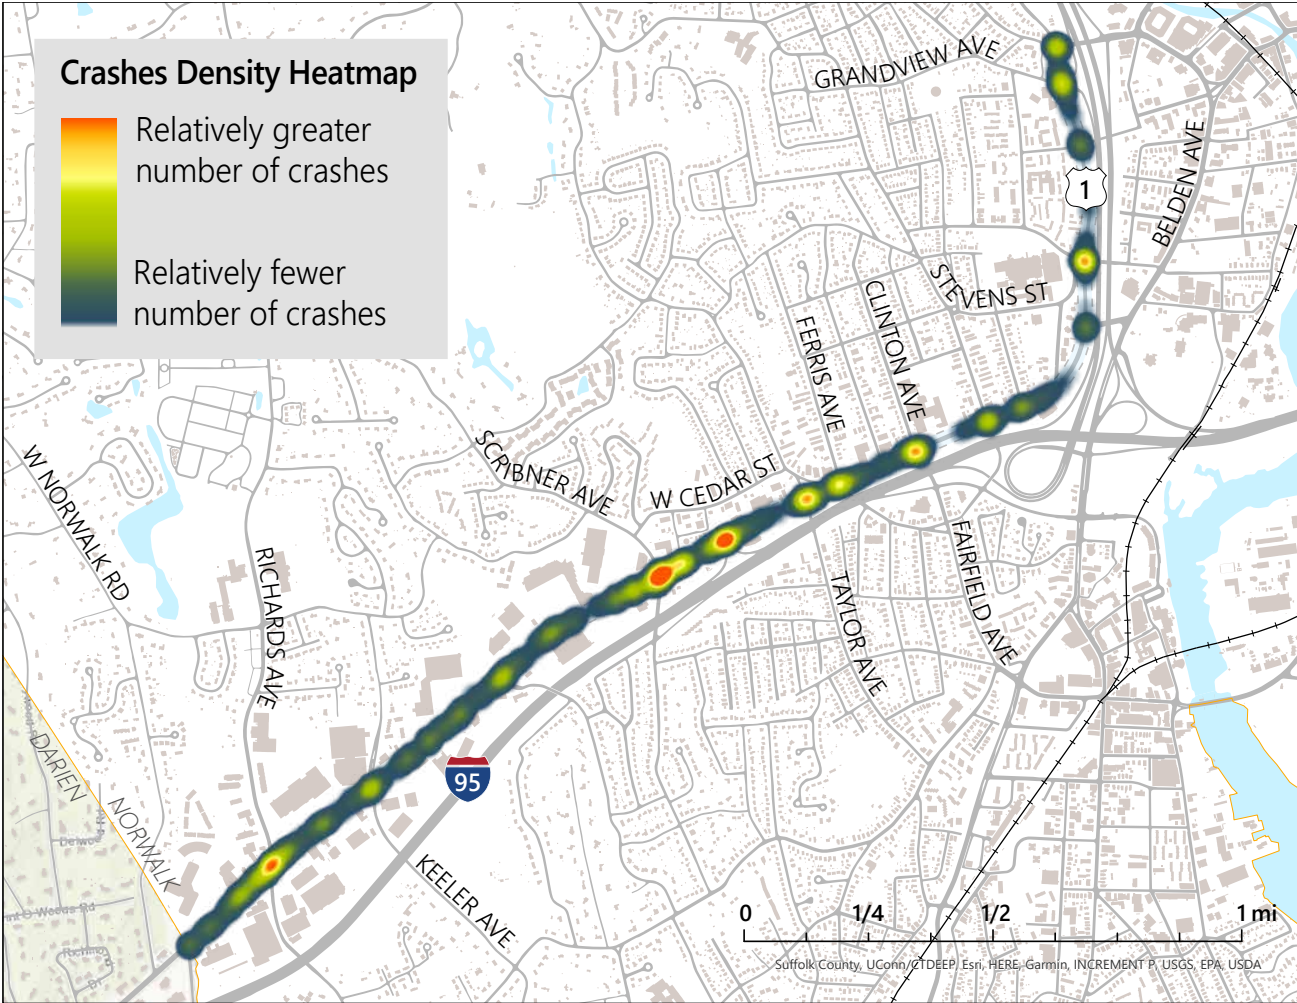 Crashes Density Heatmap
Relatively greater
number of crashes
Relatively fewer
number of crashes
GRANDVIEW AVE
1
BELDEN AVE
STEVENS ST
CLINTON AVE
FERRIS AVE
SCRIBNER AVE
W CEDAR ST
W NORWALK RD
RICHARDS AVE
FAIRFIELD AVE
TAYLOR AVE
95
DARIEN
NORWALK
KEELER AVE
0 1/4 1/2 1 mi
Suffolk County, UConn/CTDEEP, Esri, HERE, Garmin, INCREMENT P, USGS, EPA, USDA